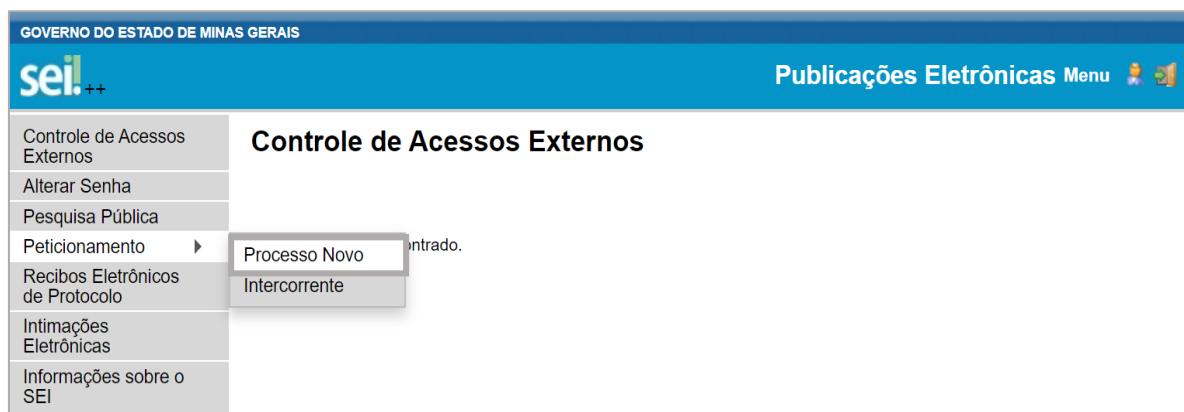 GOVERNO DO ESTADO DE MINAS GERAIS
sei! ++
Publicações Eletrônicas Menu
Controle de Acessos
Externos
Alterar Senha
Pesquisa Pública
Peticionamento
Recibos Eletrônicos
de Protocolo
Intimações
Eletrônicas
Informações sobre o
SEI
Controle de Acessos Externos
Processo Novo
Intercorrente